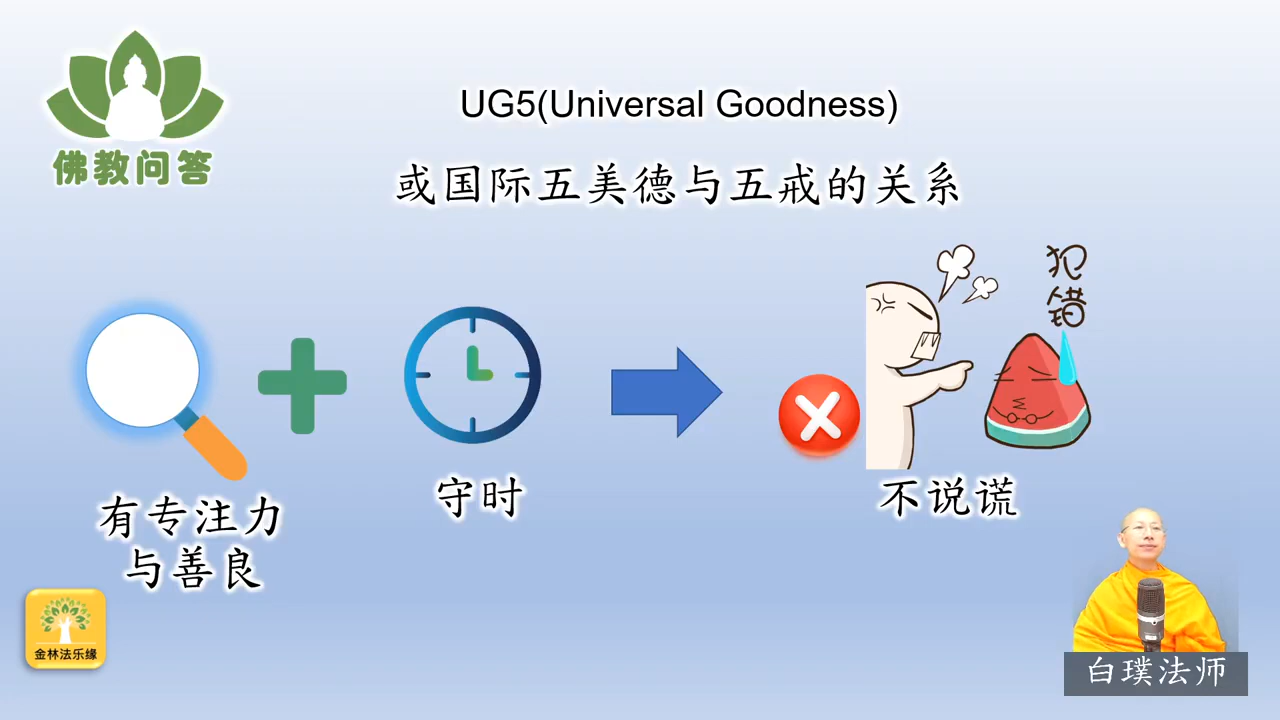 佛教问答
UG5(Universal Goodness)
或国际五美德与五戒的关系
犯
错
有专注力
与善良
守时
不说谎
金林法乐缘
白璞法师